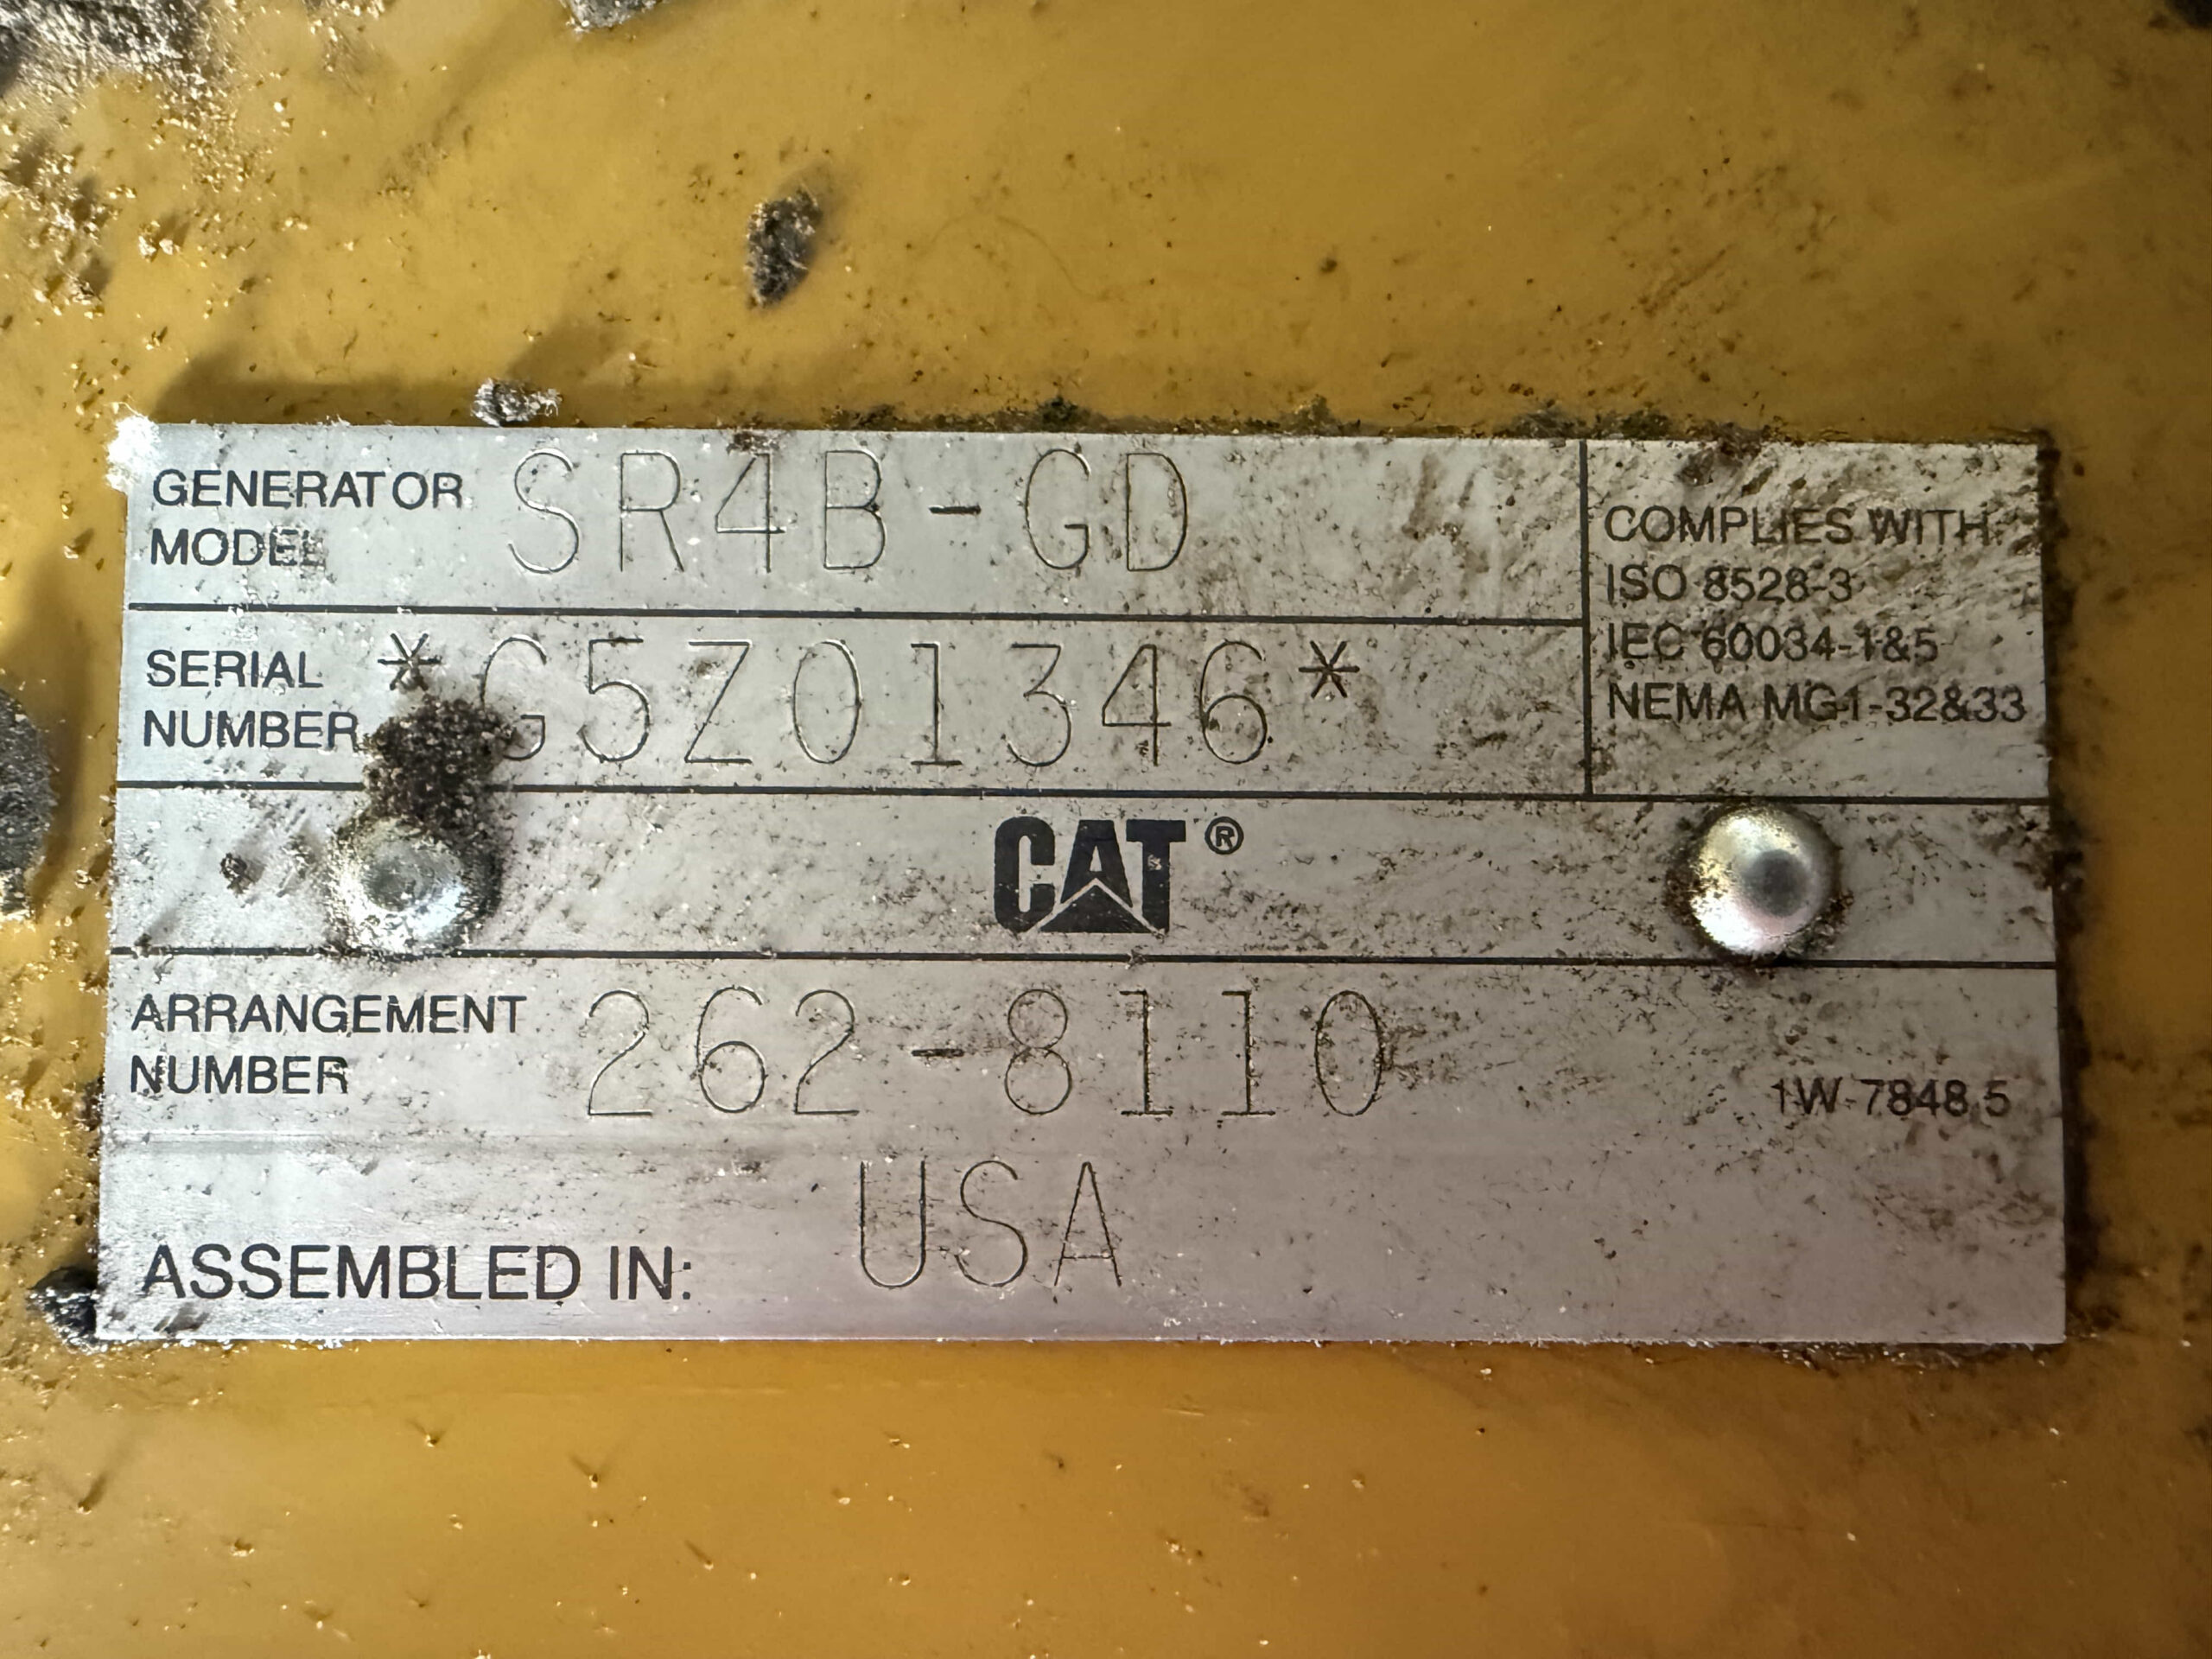 GENERATOR MODEL SR4B-GD
SERIAL NUMBER *G5Z01346*
COMPLIES WITH:
ISO 8528-3
IEC 60034-1&5
NEMA MG1-32&33
CAT®
ARRANGEMENT NUMBER 262-8110
1W-7848 5
ASSEMBLED IN: USA